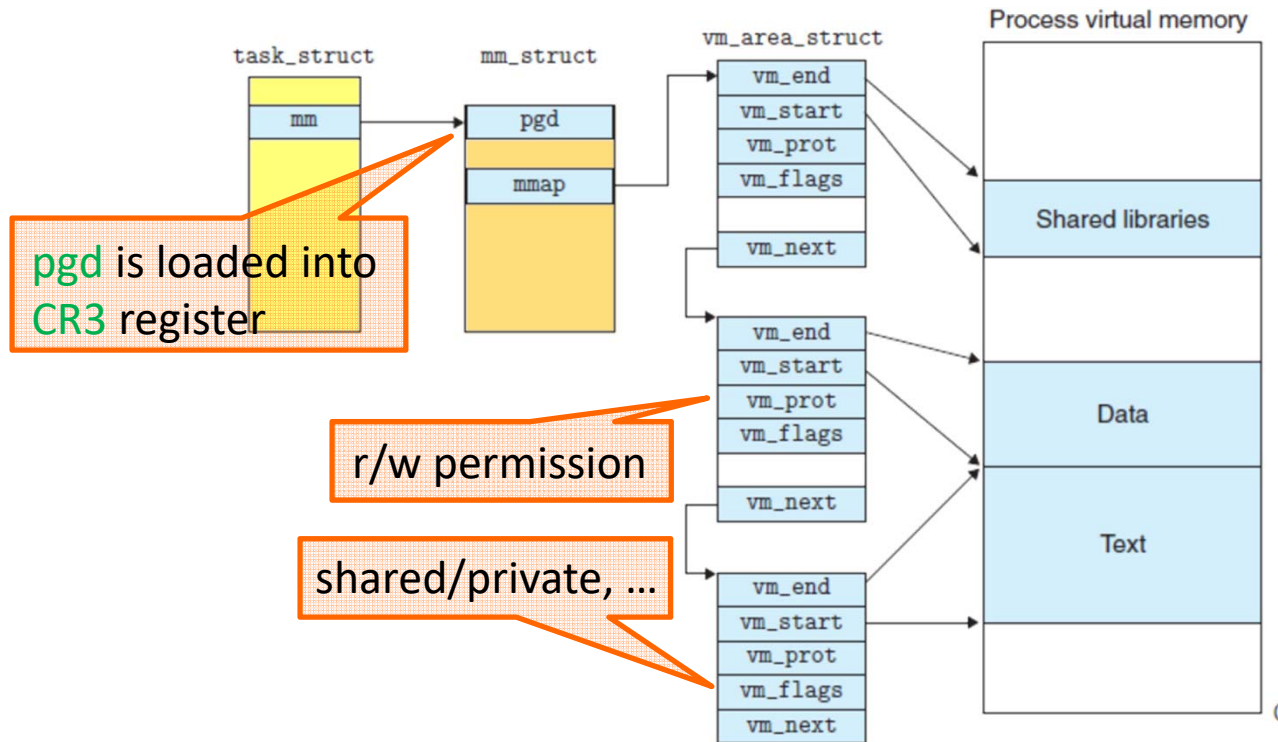 Process virtual memory
vm_area_struct
task_struct
mm_struct
mm
pgd
mmap
pgd is loaded into
CR3 register
vm_end
vm_start
vm_prot
vm_flags
vm_next
r/w permission
vm_end
vm_start
vm_prot
vm_flags
vm_next
shared/private, ...
vm_end
vm_start
vm_prot
vm_flags
vm_next
Shared libraries
Data
Text